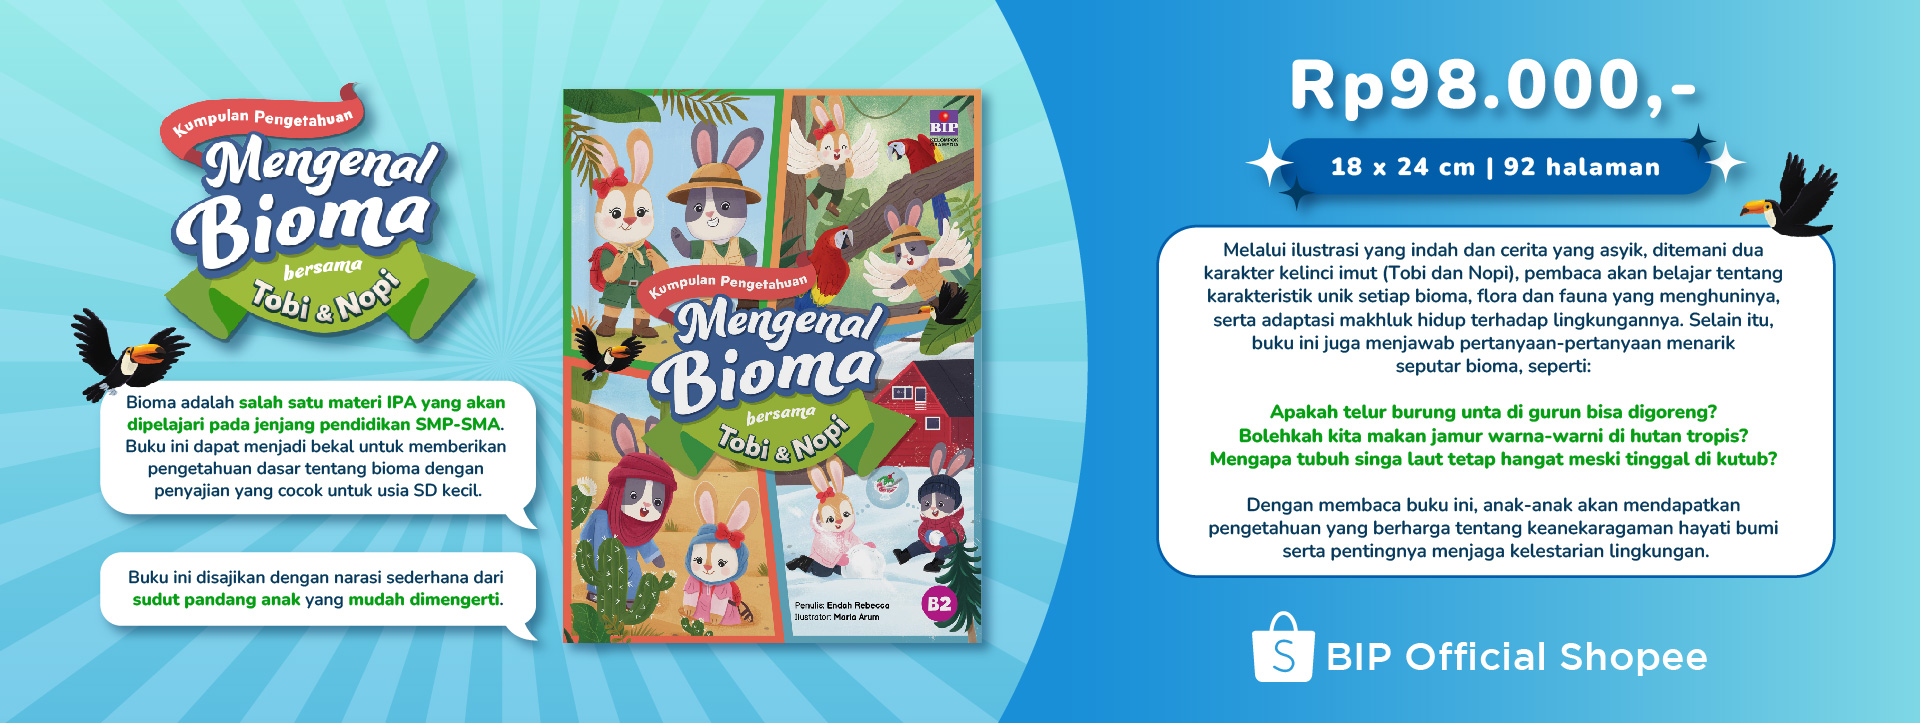 Kumpulan Pengetahuan
Mengenal
Bioma
bersama
Tobi & Nopi
Bioma adalah salah satu materi IPA yang akan
dipelajari pada jenjang pendidikan SMP-SMA.
Buku ini dapat menjadi bekal untuk memberikan
pengetahuan dasar tentang bioma dengan
penyajian yang cocok untuk usia SD kecil.
Buku ini disajikan dengan narasi sederhana dari
sudut pandang anak yang mudah dimengerti.
BIP
KELOMPOK
GRAMEDIA
Kumpulan Pengetahuan
Mengenal
Bioma
bersama
Tobi & Nopi
Penulis: Endah Rebecca
Ilustrator: Maria Arum
B2
Rp98.000,-
18 x 24 cm | 92 halaman
Melalui ilustrasi yang indah dan cerita yang asyik, ditemani dua
karakter kelinci imut (Tobi dan Nopi), pembaca akan belajar tentang
karakteristik unik setiap bioma, flora dan fauna yang menghuninya,
serta adaptasi makhluk hidup terhadap lingkungannya. Selain itu,
buku ini juga menjawab pertanyaan-pertanyaan menarik
seputar bioma, seperti:
Apakah telur burung unta di gurun bisa digoreng?
Bolehkah kita makan jamur warna-warni di hutan tropis?
Mengapa tubuh singa laut tetap hangat meski tinggal di kutub?
Dengan membaca buku ini, anak-anak akan mendapatkan
pengetahuan yang berharga tentang keanekaragaman hayati bumi
serta pentingnya menjaga kelestarian lingkungan.
S
BIP Official Shopee